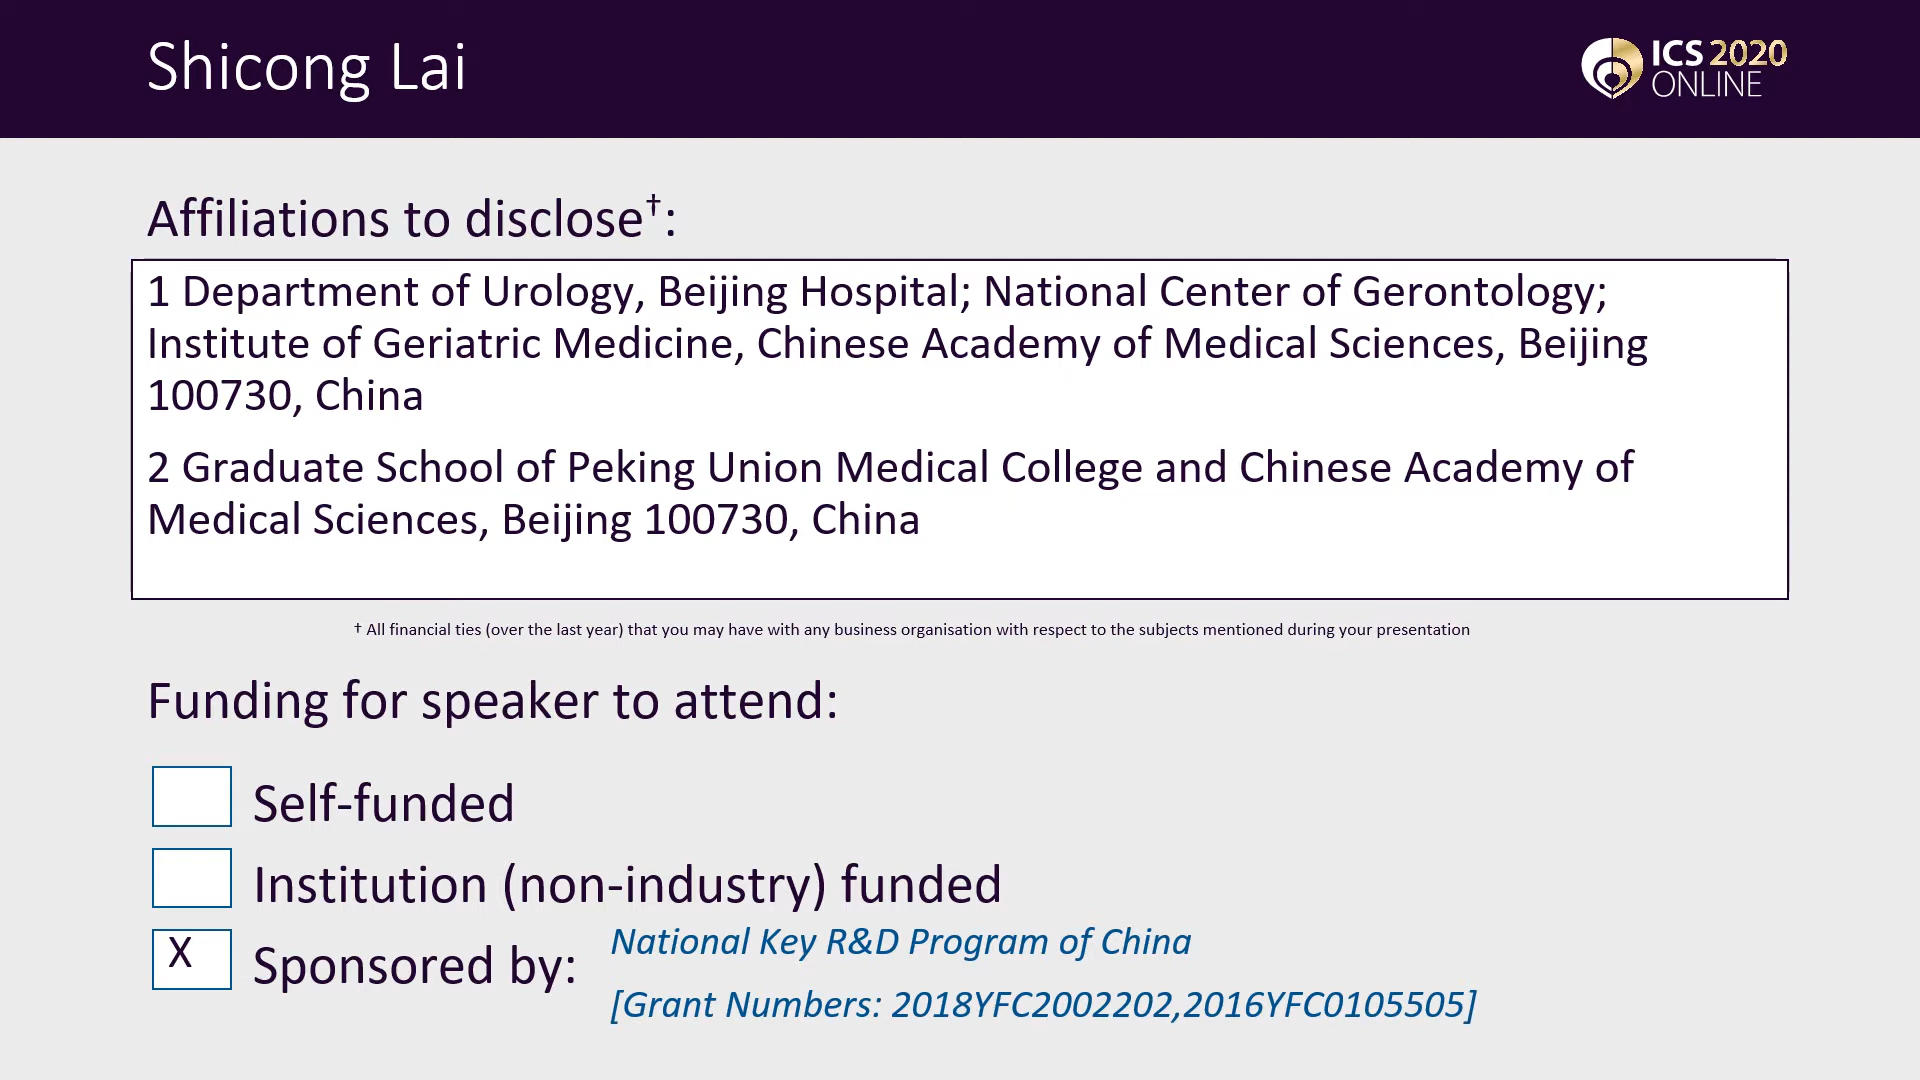 Shicong Lai
ICS 2020
ONLINE
Affiliations to disclose†:
1 Department of Urology, Beijing Hospital; National Center of Gerontology;
Institute of Geriatric Medicine, Chinese Academy of Medical Sciences, Beijing
100730, China
2 Graduate School of Peking Union Medical College and Chinese Academy of
Medical Sciences, Beijing 100730, China
† All financial ties (over the last year) that you may have with any business organisation with respect to the subjects mentioned during your presentation
Funding for speaker to attend:
Self-funded
Institution (non-industry) funded
X Sponsored by: National Key R&D Program of China
[Grant Numbers: 2018YFC2002202,2016YFC0105505]